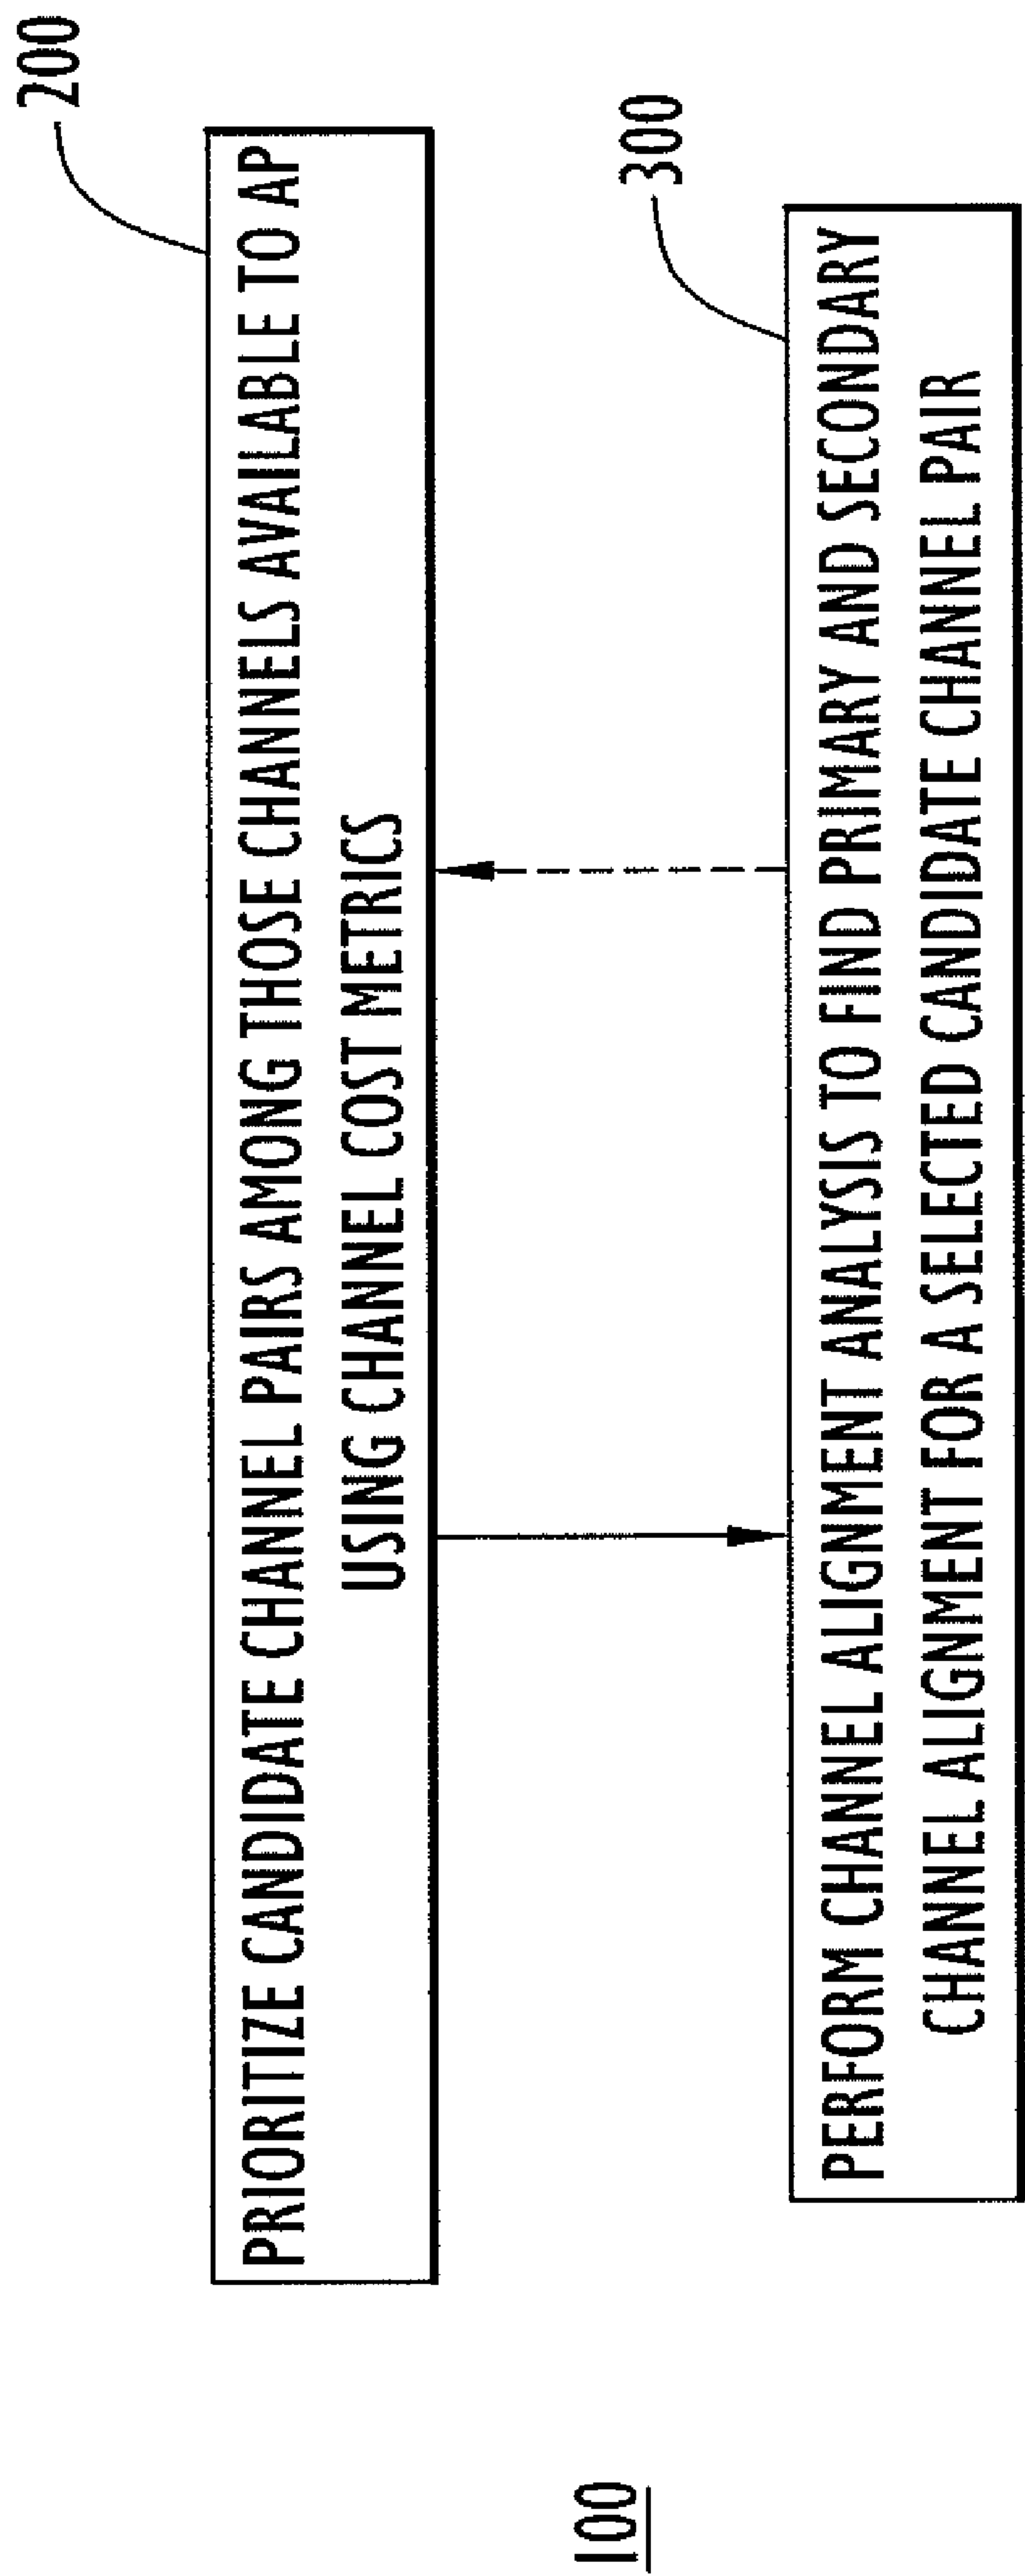 100
200
PRIORITIZE CANDIDATE CHANNEL PAIRS AMONG THOSE CHANNELS AVAILABLE TO AP
USING CHANNEL COST METRICS
300
PERFORM CHANNEL ALIGNMENT ANALYSIS TO FIND PRIMARY AND SECONDARY
CHANNEL ALIGNMENT FOR A SELECTED CANDIDATE CHANNEL PAIR